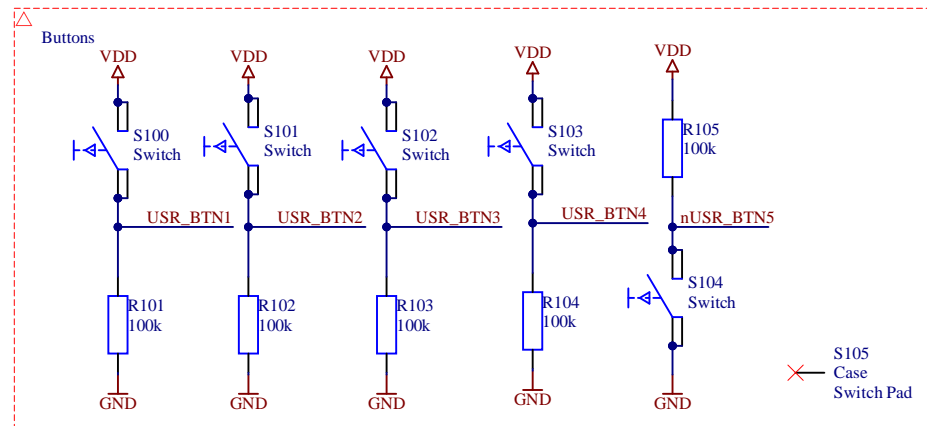 Buttons
VDD
VDD
VDD
VDD
VDD
S100
Switch
S101
Switch
S102
Switch
S103
Switch
R105
100k
USR_BTN1
USR_BTN2
USR_BTN3
USR_BTN4
nUSR_BTN5
R101
100k
R102
100k
R103
100k
R104
100k
S104
Switch
GND
GND
GND
GND
GND
S105
Case
Switch Pad